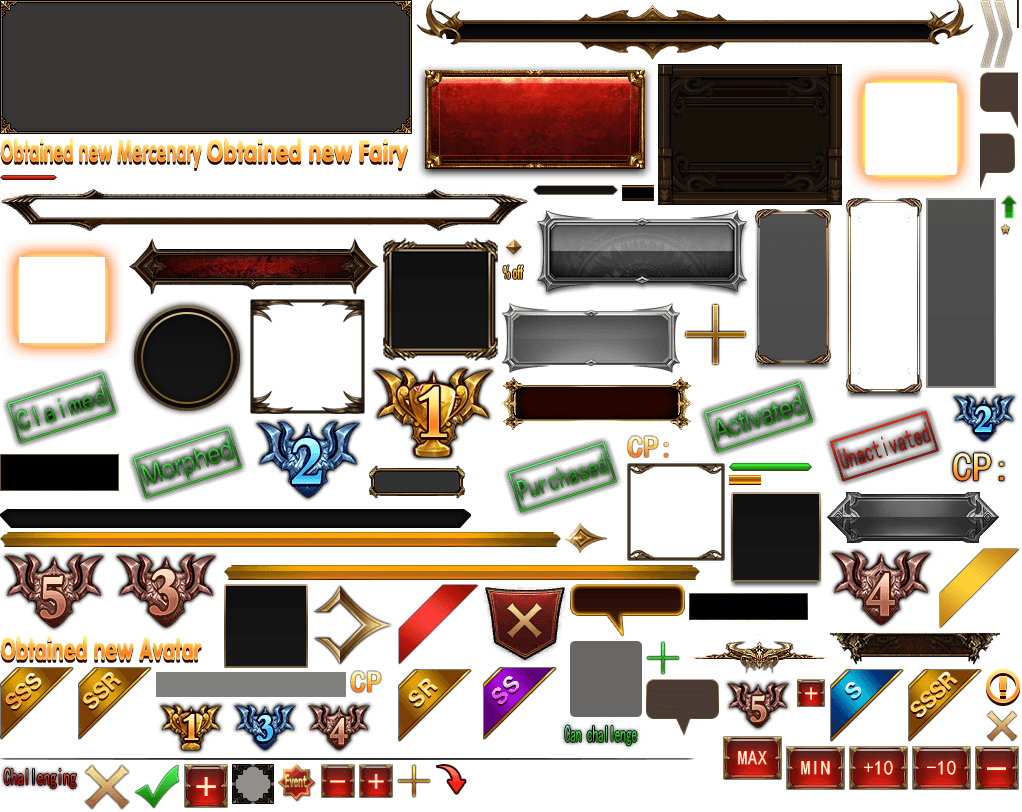 Obtained new Mercenary
Obtained new Fairy
% off
Claimed
Morphed
1
2
Purchased
CP:
Activated
Unactivated
2
CP:
5
3
4
Obtained new Avatar
SSS
SSR
CP
SR
SS
S
SSSR
1
3
4
5
!
Can challenge
MAX
MIN
+10
-10
Challenging
Event